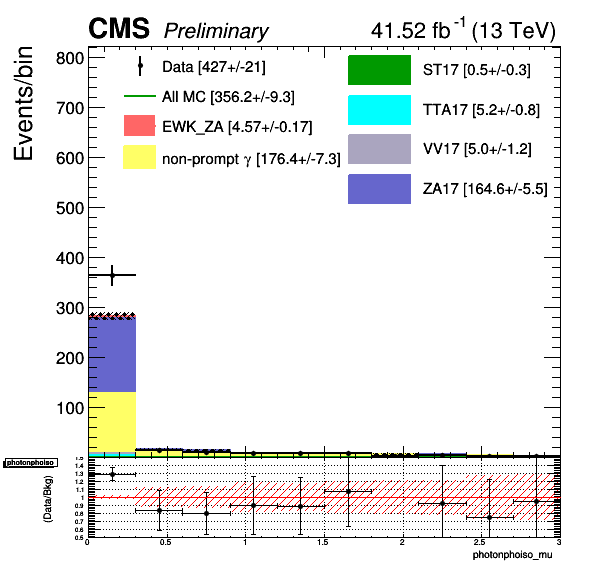 CMS Preliminary 41.52 fb⁻¹ (13 TeV)
Events/bin
800
700
600
500
400
300
200
100
Data [427+/-21]
All MC [356.2+/-9.3]
EWK_ZA [4.57+/-0.17]
non-prompt γ [176.4+/-7.3]
ST17 [0.5+/-0.3]
TTA17 [5.2+/-0.8]
VV17 [5.0+/-1.2]
ZA17 [164.6+/-5.5]
photonphoiso
(Data/Bkg)
1.5
1.4
1.3
1.2
1.1
1
0.9
0.8
0.7
0.6
0.5
0 0.5 1 1.5 2 2.5 3
photonphoiso_mu